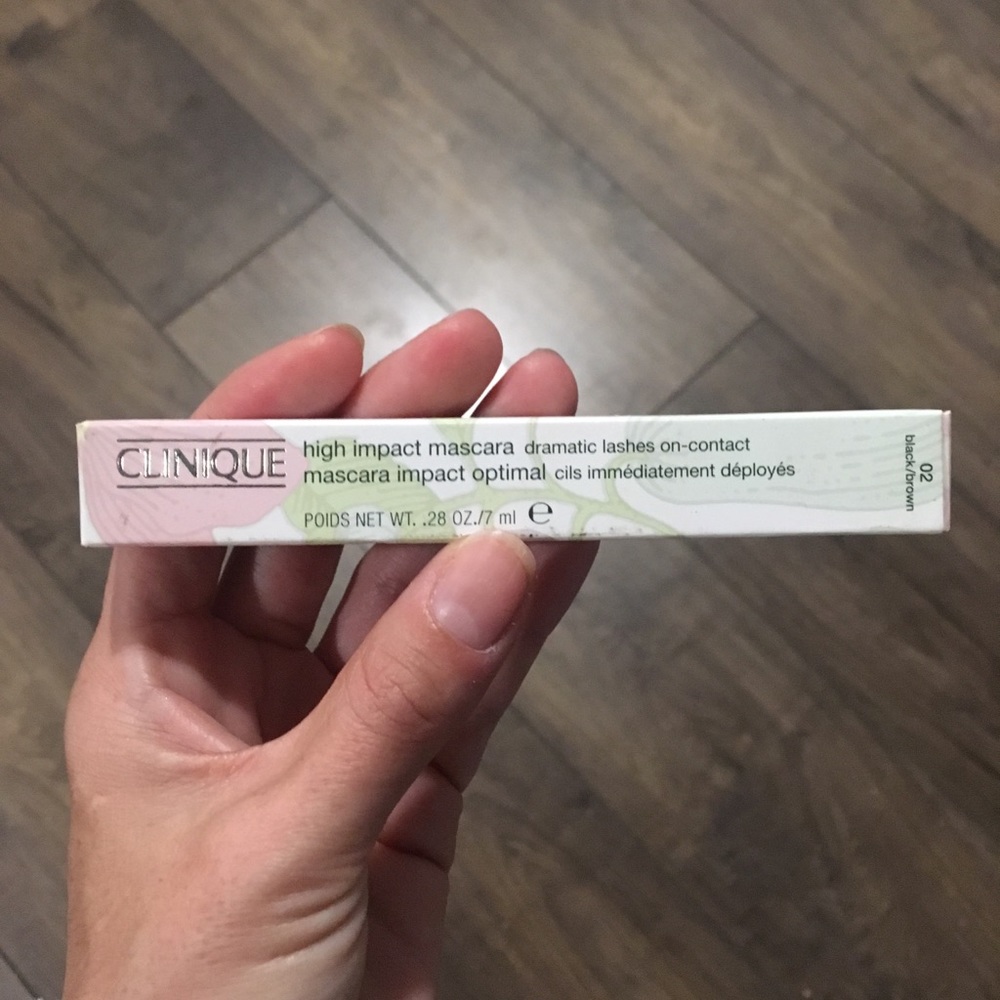 CLINIQUE
high impact mascara dramatic lashes on-contact
mascara impact optimal cils immédiatement déployés
POIDS NET WT. .28 OZ./7 ml ℮
02
black/brown